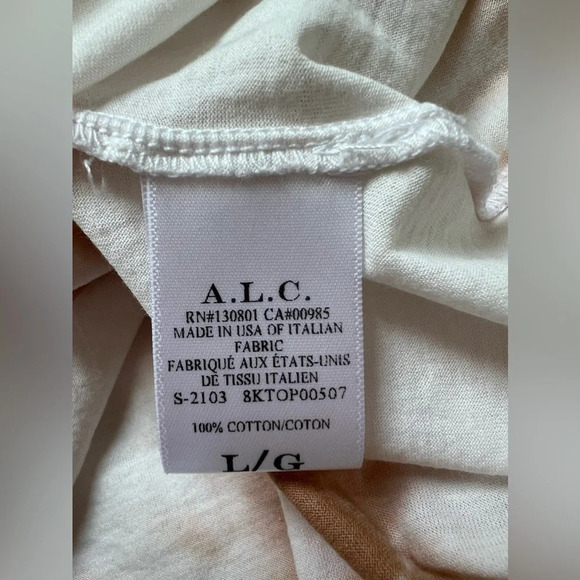 A.L.C.
RN#130801 CA#00985
MADE IN USA OF ITALIAN
FABRIC
FABRIQUÉ AUX ÉTATS-UNIS
DE TISSU ITALIEN
S-2103 8KTOP00507
100% COTTON/COTON
L/G